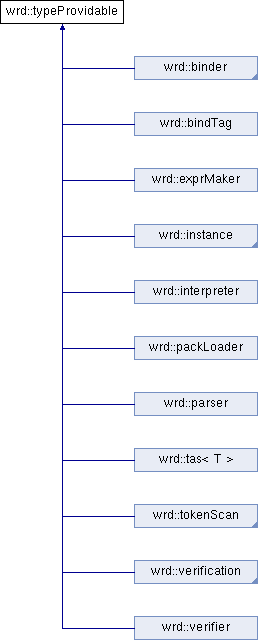 wrd::typeProvidable
wrd::binder
wrd::bindTag
wrd::exprMaker
wrd::instance
wrd::interpreter
wrd::packLoader
wrd::parser
wrd::tas< T >
wrd::tokenScan
wrd::verification
wrd::verifier